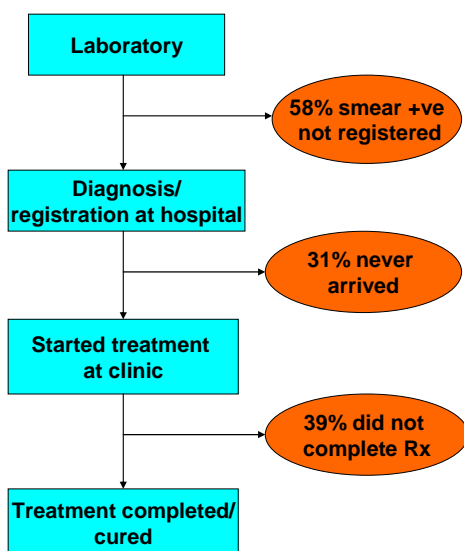 Laboratory
58% smear +ve
not registered
Diagnosis/
registration at hospital
31% never
arrived
Started treatment
at clinic
39% did not
complete Rx
Treatment completed/
cured